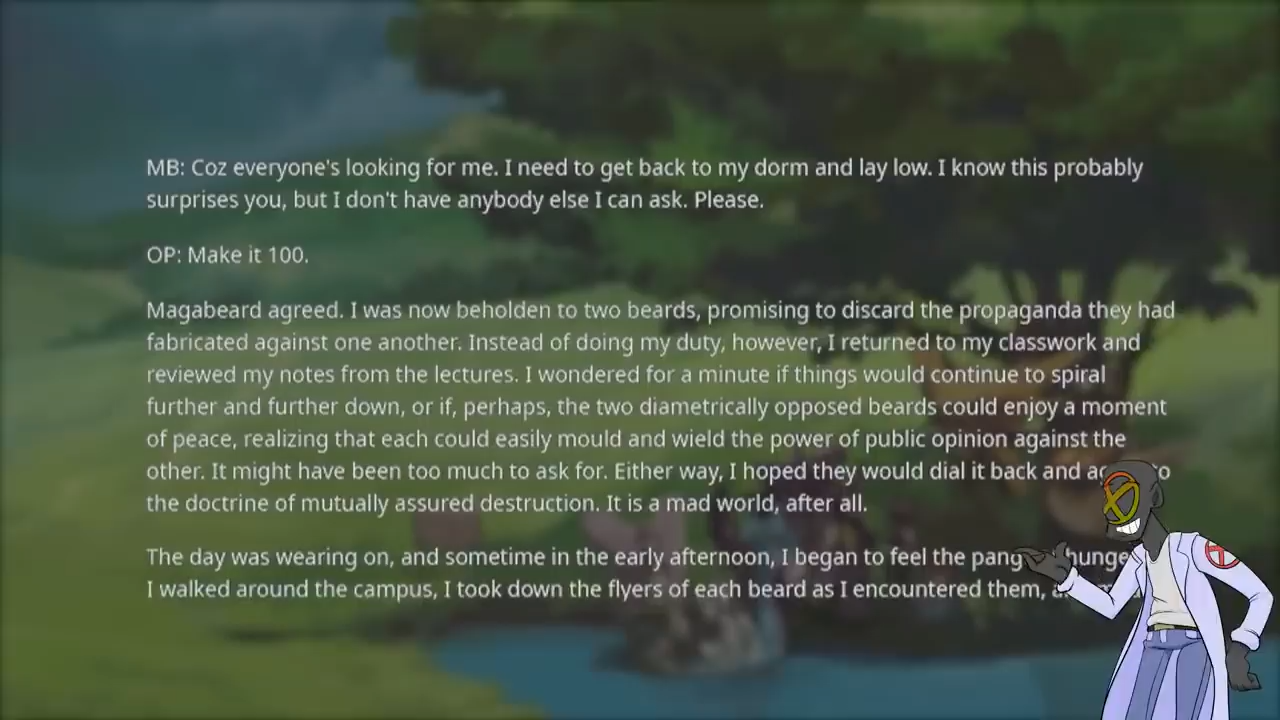 MB: Coz everyone's looking for me. I need to get back to my dorm and lay low. I know this probably
surprises you, but I don't have anybody else I can ask. Please.
OP: Make it 100.
Magabeard agreed. I was now beholden to two beards, promising to discard the propaganda they had
fabricated against one another. Instead of doing my duty, however, I returned to my classwork and
reviewed my notes from the lectures. I wondered for a minute if things would continue to spiral
further and further down, or if, perhaps, the two diametrically opposed beards could enjoy a moment
of peace, realizing that each could easily mould and wield the power of public opinion against the
other. It might have been too much to ask for. Either way, I hoped they would dial it back and to
the doctrine of mutually assured destruction. It is a mad world, after all.
The day was wearing on, and sometime in the early afternoon, I began to feel the
I walked around the campus, I took down the flyers of each beard as I encountered them,